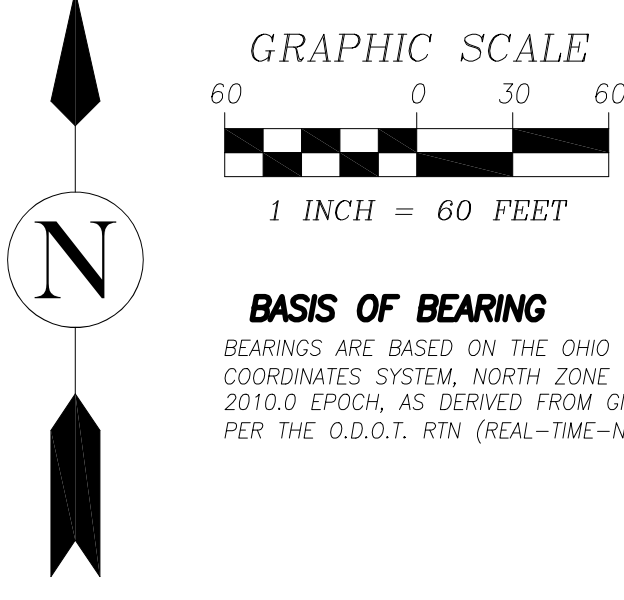 N
GRAPHIC SCALE
60 0 30 60
1 INCH = 60 FEET
BASIS OF BEARING
BEARINGS ARE BASED ON THE OHIO
COORDINATES SYSTEM, NORTH ZONE
2010.0 EPOCH, AS DERIVED FROM
PER THE O.D.O.T. RTN (REAL-TIME-N